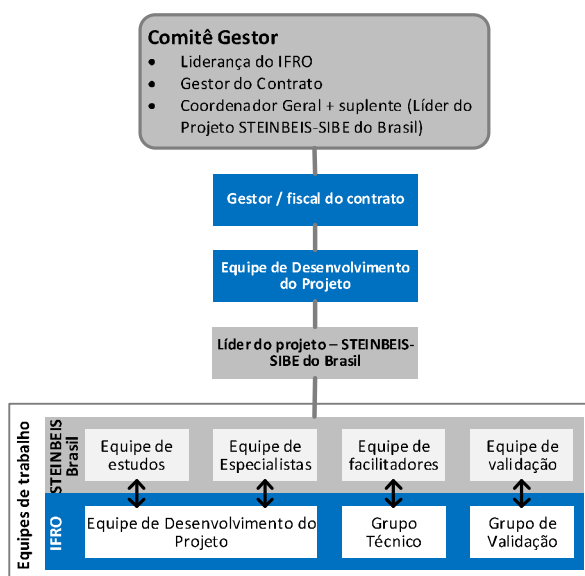 Comitê Gestor
• Liderança do IFRO
• Gestor do Contrato
• Coordenador Geral + suplente (Líder do
Projeto STEINBEIS-SIBE do Brasil)
Gestor / fiscal do contrato
Equipe de Desenvolvimento
do Projeto
Líder do projeto – STEINBEIS-
SIBE do Brasil
Equipes de trabalho
STEINBEIS
Brasil
Equipe de
estudos
Equipe de
Especialistas
Equipe de
facilitadores
Equipe de
validação
IFRO
Equipe de Desenvolvimento do
Projeto
Grupo
Técnico
Grupo de
Validação